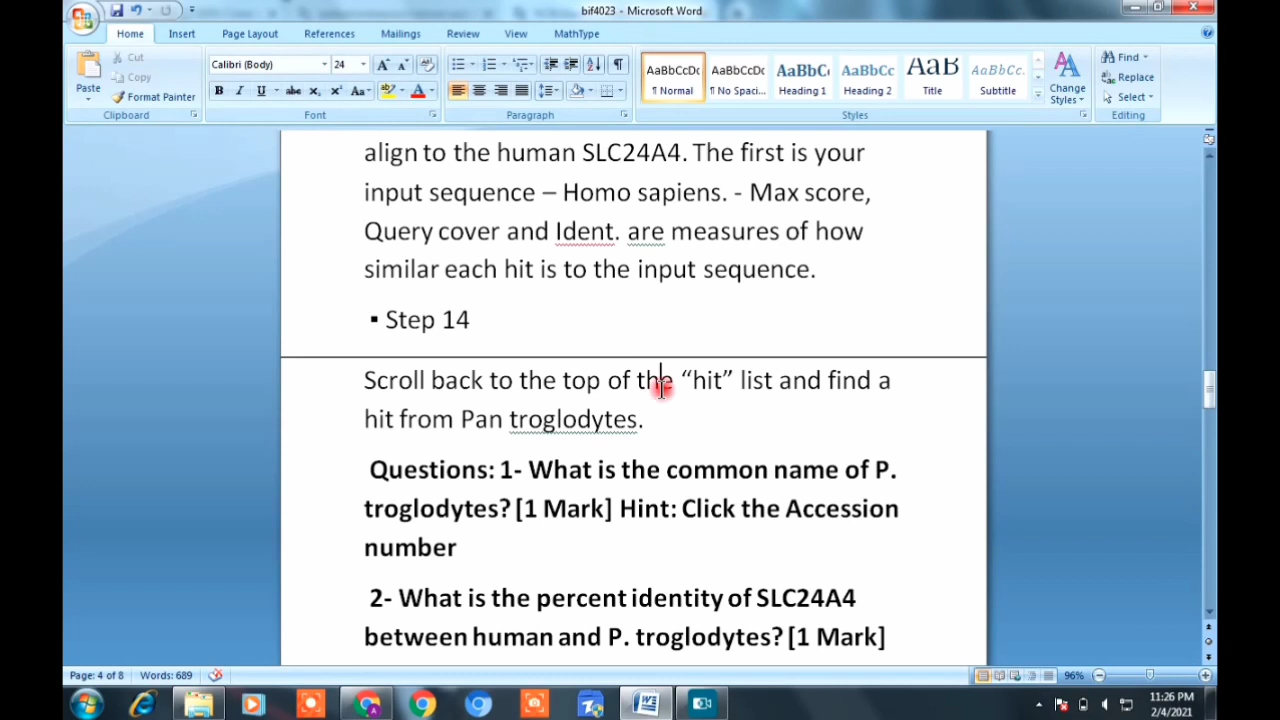 bif4023 - Microsoft Word
Home Insert Page Layout References Mailings Review View MathType
Paste
Cut
Copy
Format Painter
Clipboard
Calibri (Body) 24
Font
Paragraph
AaBbCcDc AaBbCcDc AaBbC AaBbCc AaB AaBbCc.
¶ Normal ¶ No Spaci... Heading 1 Heading 2 Title Subtitle
Change Styles
Styles
Find
Replace
Select
Editing
align to the human SLC24A4. The first is your
input sequence – Homo sapiens. - Max score,
Query cover and Ident. are measures of how
similar each hit is to the input sequence.
▪ Step 14
Scroll back to the top of the “hit” list and find a
hit from Pan troglodytes.
Questions: 1- What is the common name of P.
troglodytes? [1 Mark] Hint: Click the Accession
number
2- What is the percent identity of SLC24A4
between human and P. troglodytes? [1 Mark]
Page: 4 of 8 Words: 689 96%
11:26 PM
2/4/2021